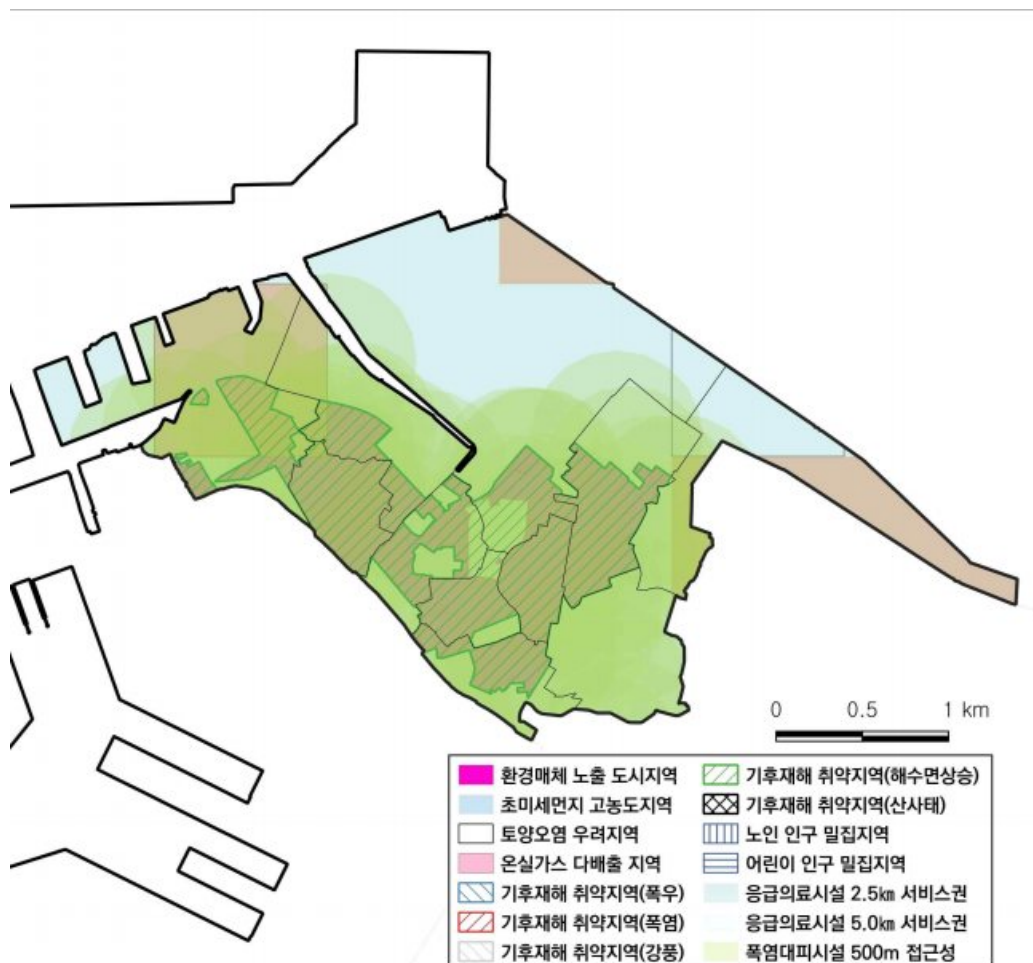 0 0.5 1 km
환경매체 노출 도시지역
초미세먼지 고농도지역
토양오염 우려지역
온실가스 다배출 지역
기후재해 취약지역(폭우)
기후재해 취약지역(폭염)
기후재해 취약지역(강풍)
기후재해 취약지역(해수면상승)
기후재해 취약지역(산사태)
노인 인구 밀집지역
어린이 인구 밀집지역
응급의료시설 2.5㎞ 서비스권
응급의료시설 5.0㎞ 서비스권
폭염대피시설 500m 접근성